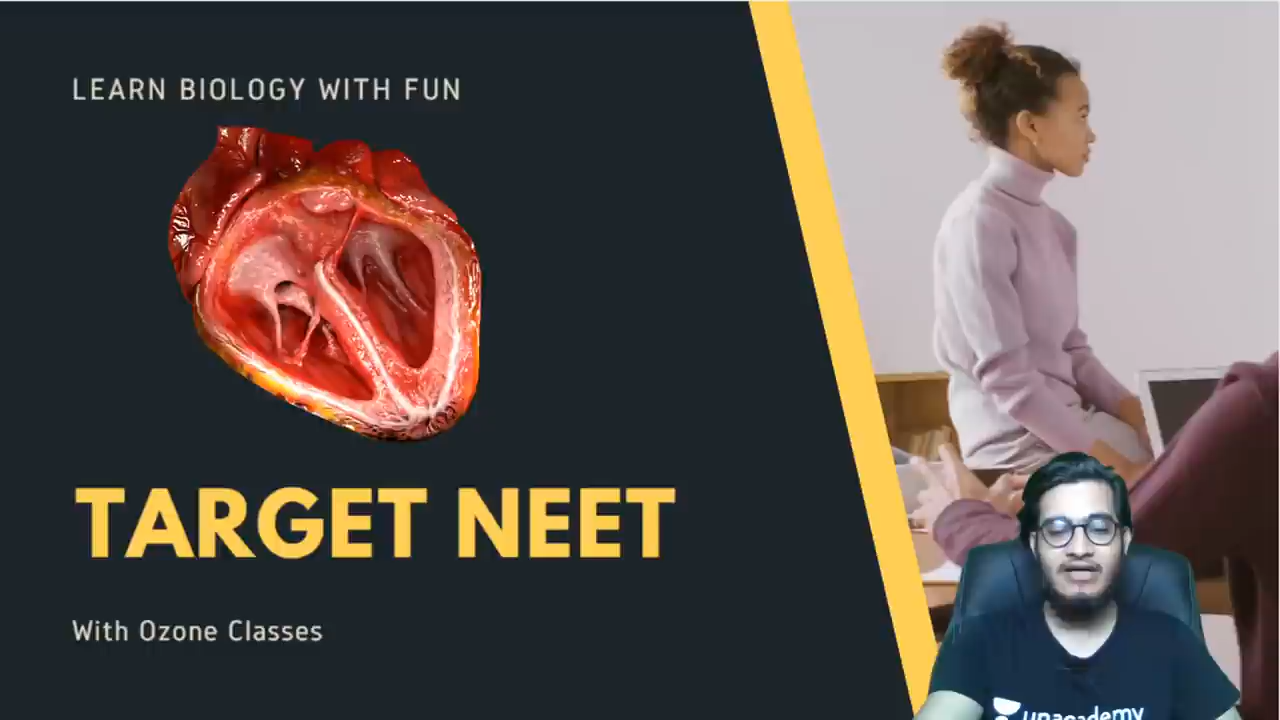 LEARN BIOLOGY WITH FUN
TARGET NEET
With Ozone Classes
unacademy